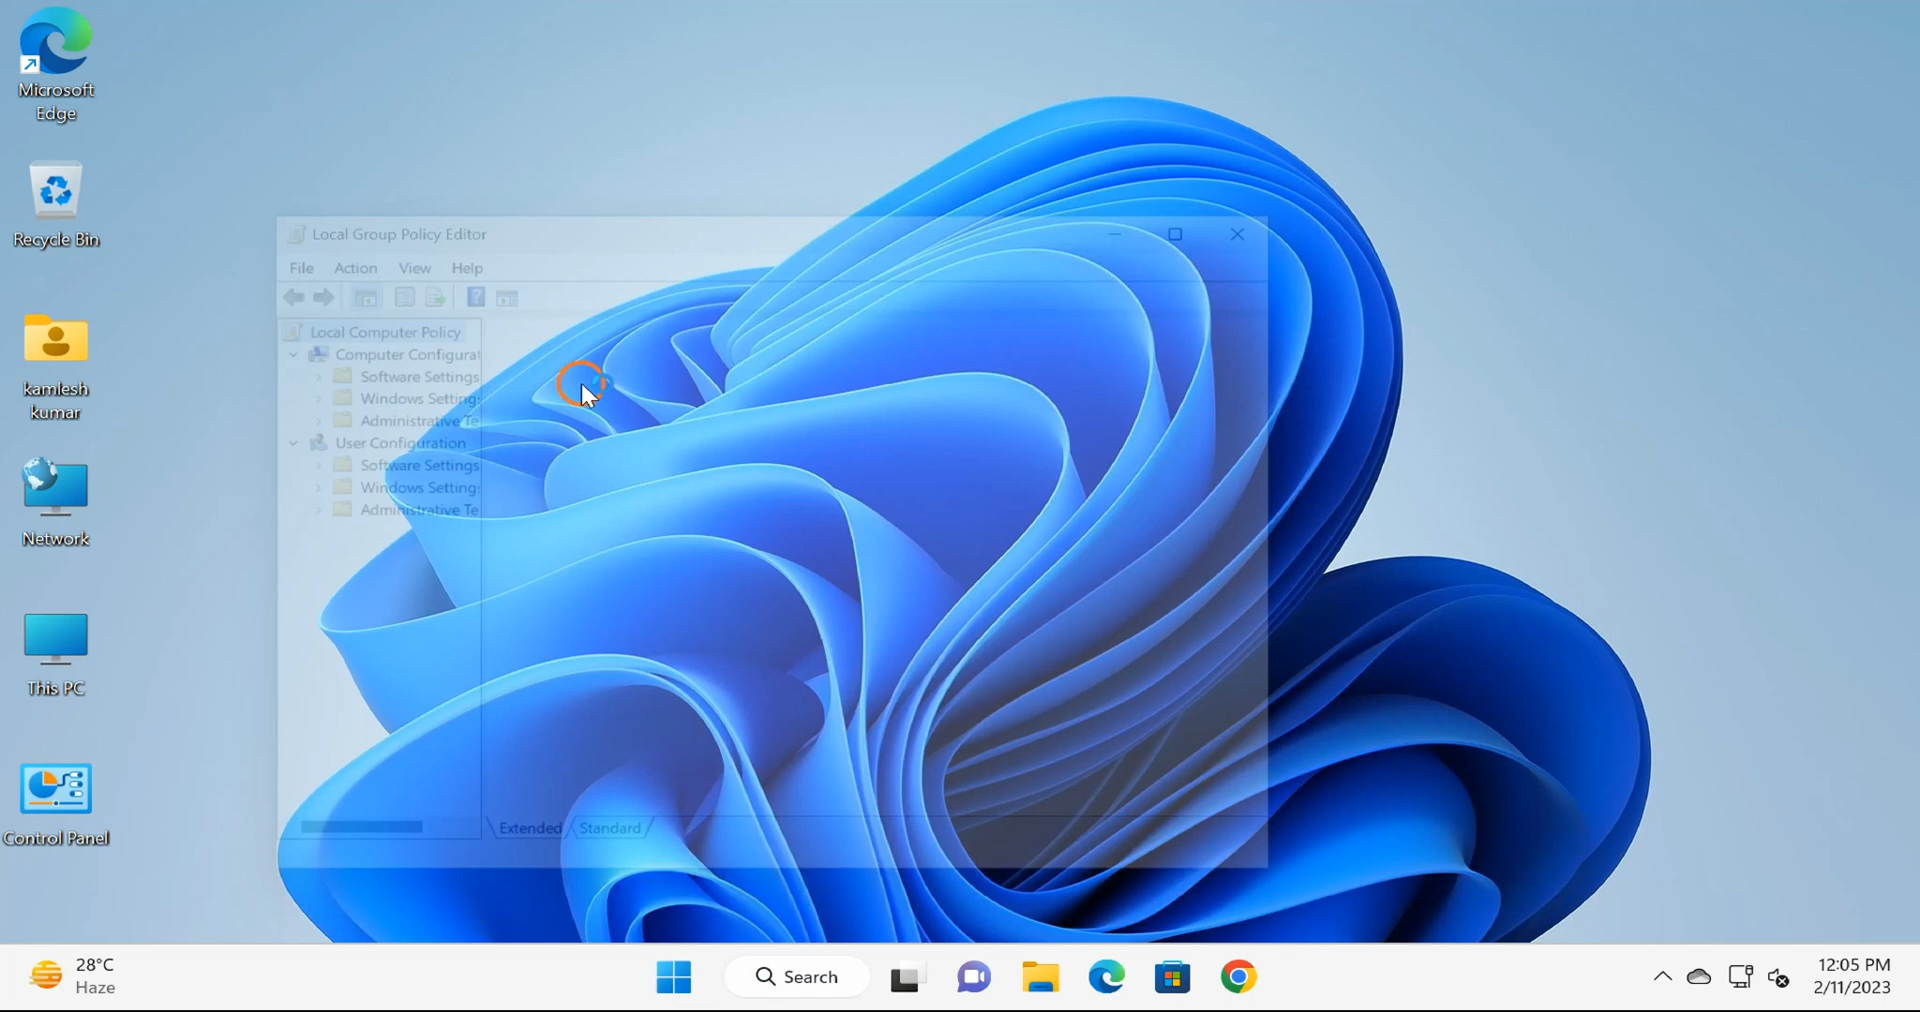 Microsoft
Edge
Recycle Bin
kamlesh
kumar
Network
This PC
Control Panel
Local Group Policy Editor
File Action View Help
Local Computer Policy
Computer Configurat
Software Settings
Windows Setting
Administrative Te
User Configuration
Software Settings
Windows Setting
Administrative Te
Extended Standard
28°C
Haze
Search
12:05 PM
2/11/2023